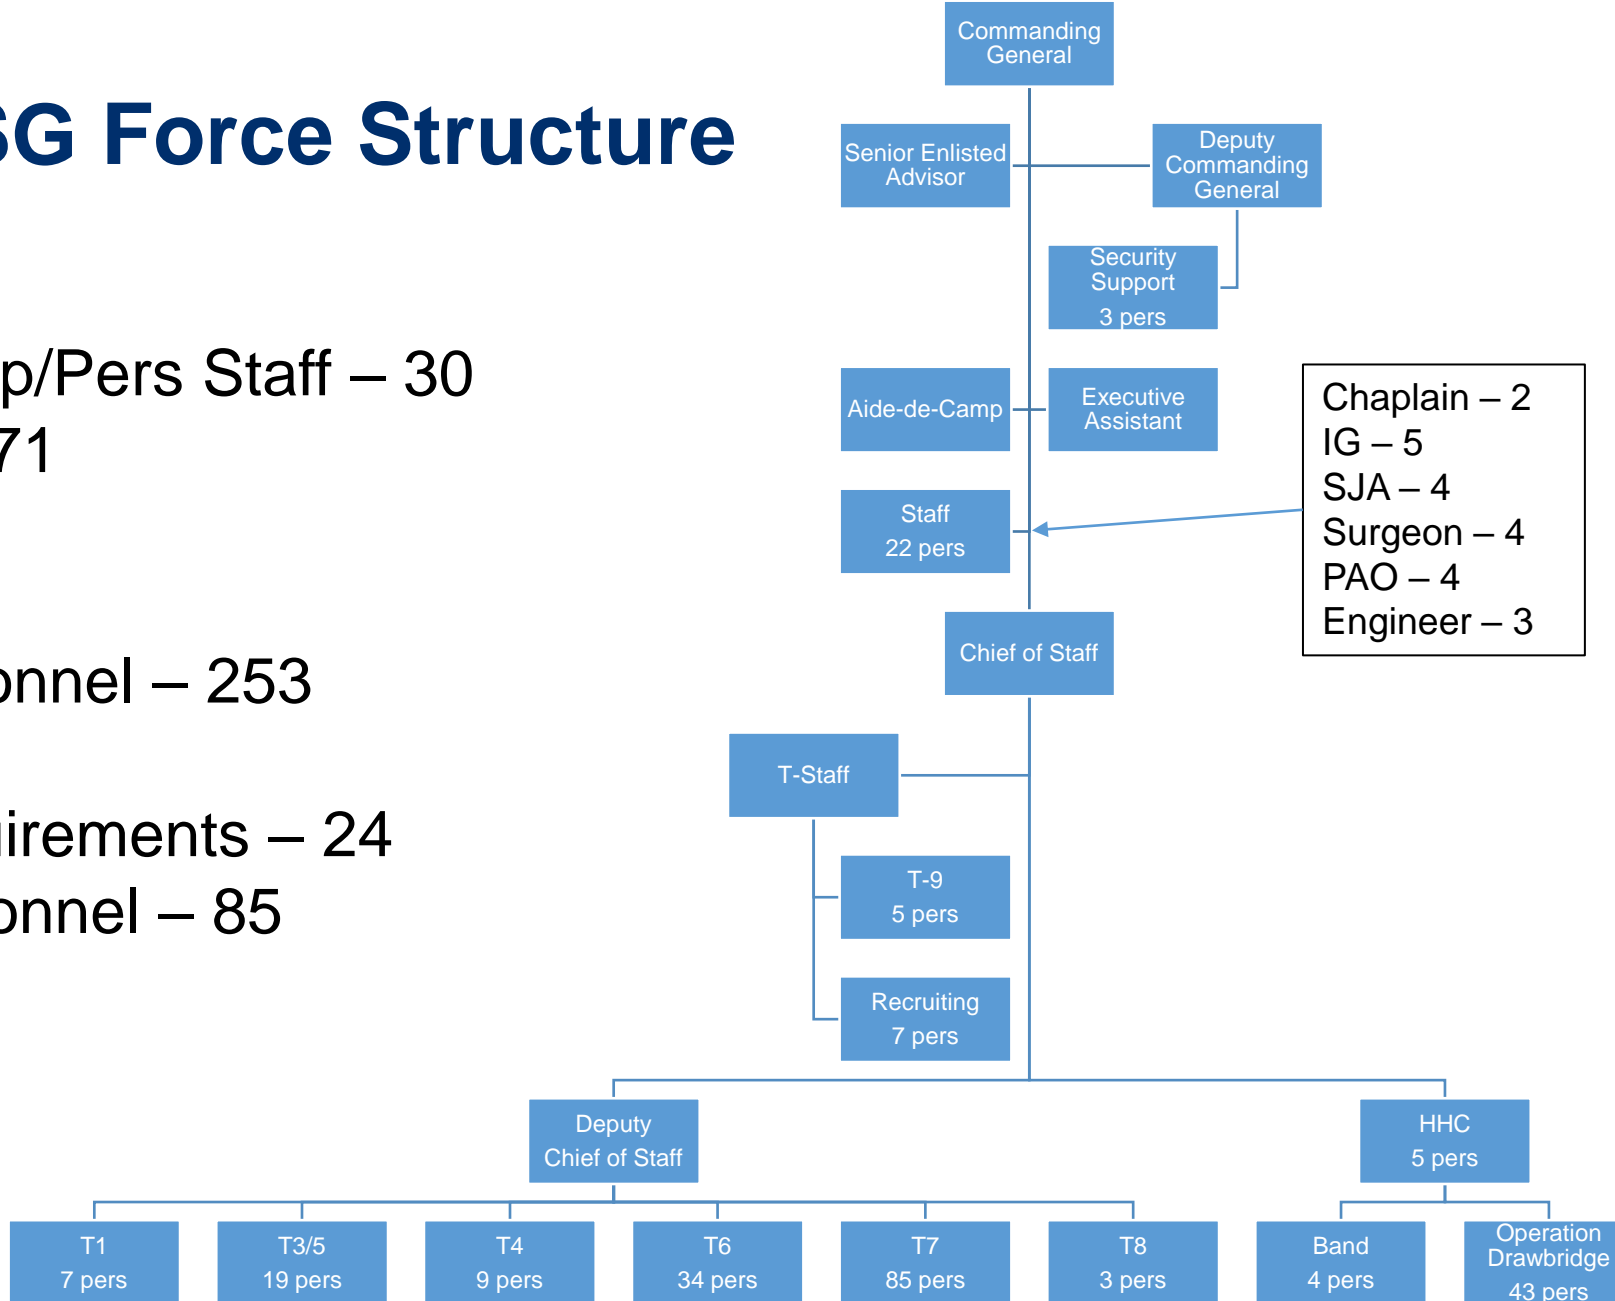 SG Force Structure
p/Pers Staff – 30
71
onnel – 253
uirements – 24
onnel – 85
Commanding
General
Senior Enlisted
Advisor
Deputy
Commanding
General
Security
Support
3 pers
Aide-de-Camp
Executive
Assistant
Staff
22 pers
Chaplain – 2
IG – 5
SJA – 4
Surgeon – 4
PAO – 4
Engineer – 3
Chief of Staff
T-Staff
T-9
5 pers
Recruiting
7 pers
Deputy
Chief of Staff
HHC
5 pers
T1
7 pers
T3/5
19 pers
T4
9 pers
T6
34 pers
T7
85 pers
T8
3 pers
Band
4 pers
Operation
Drawbridge
43 pers